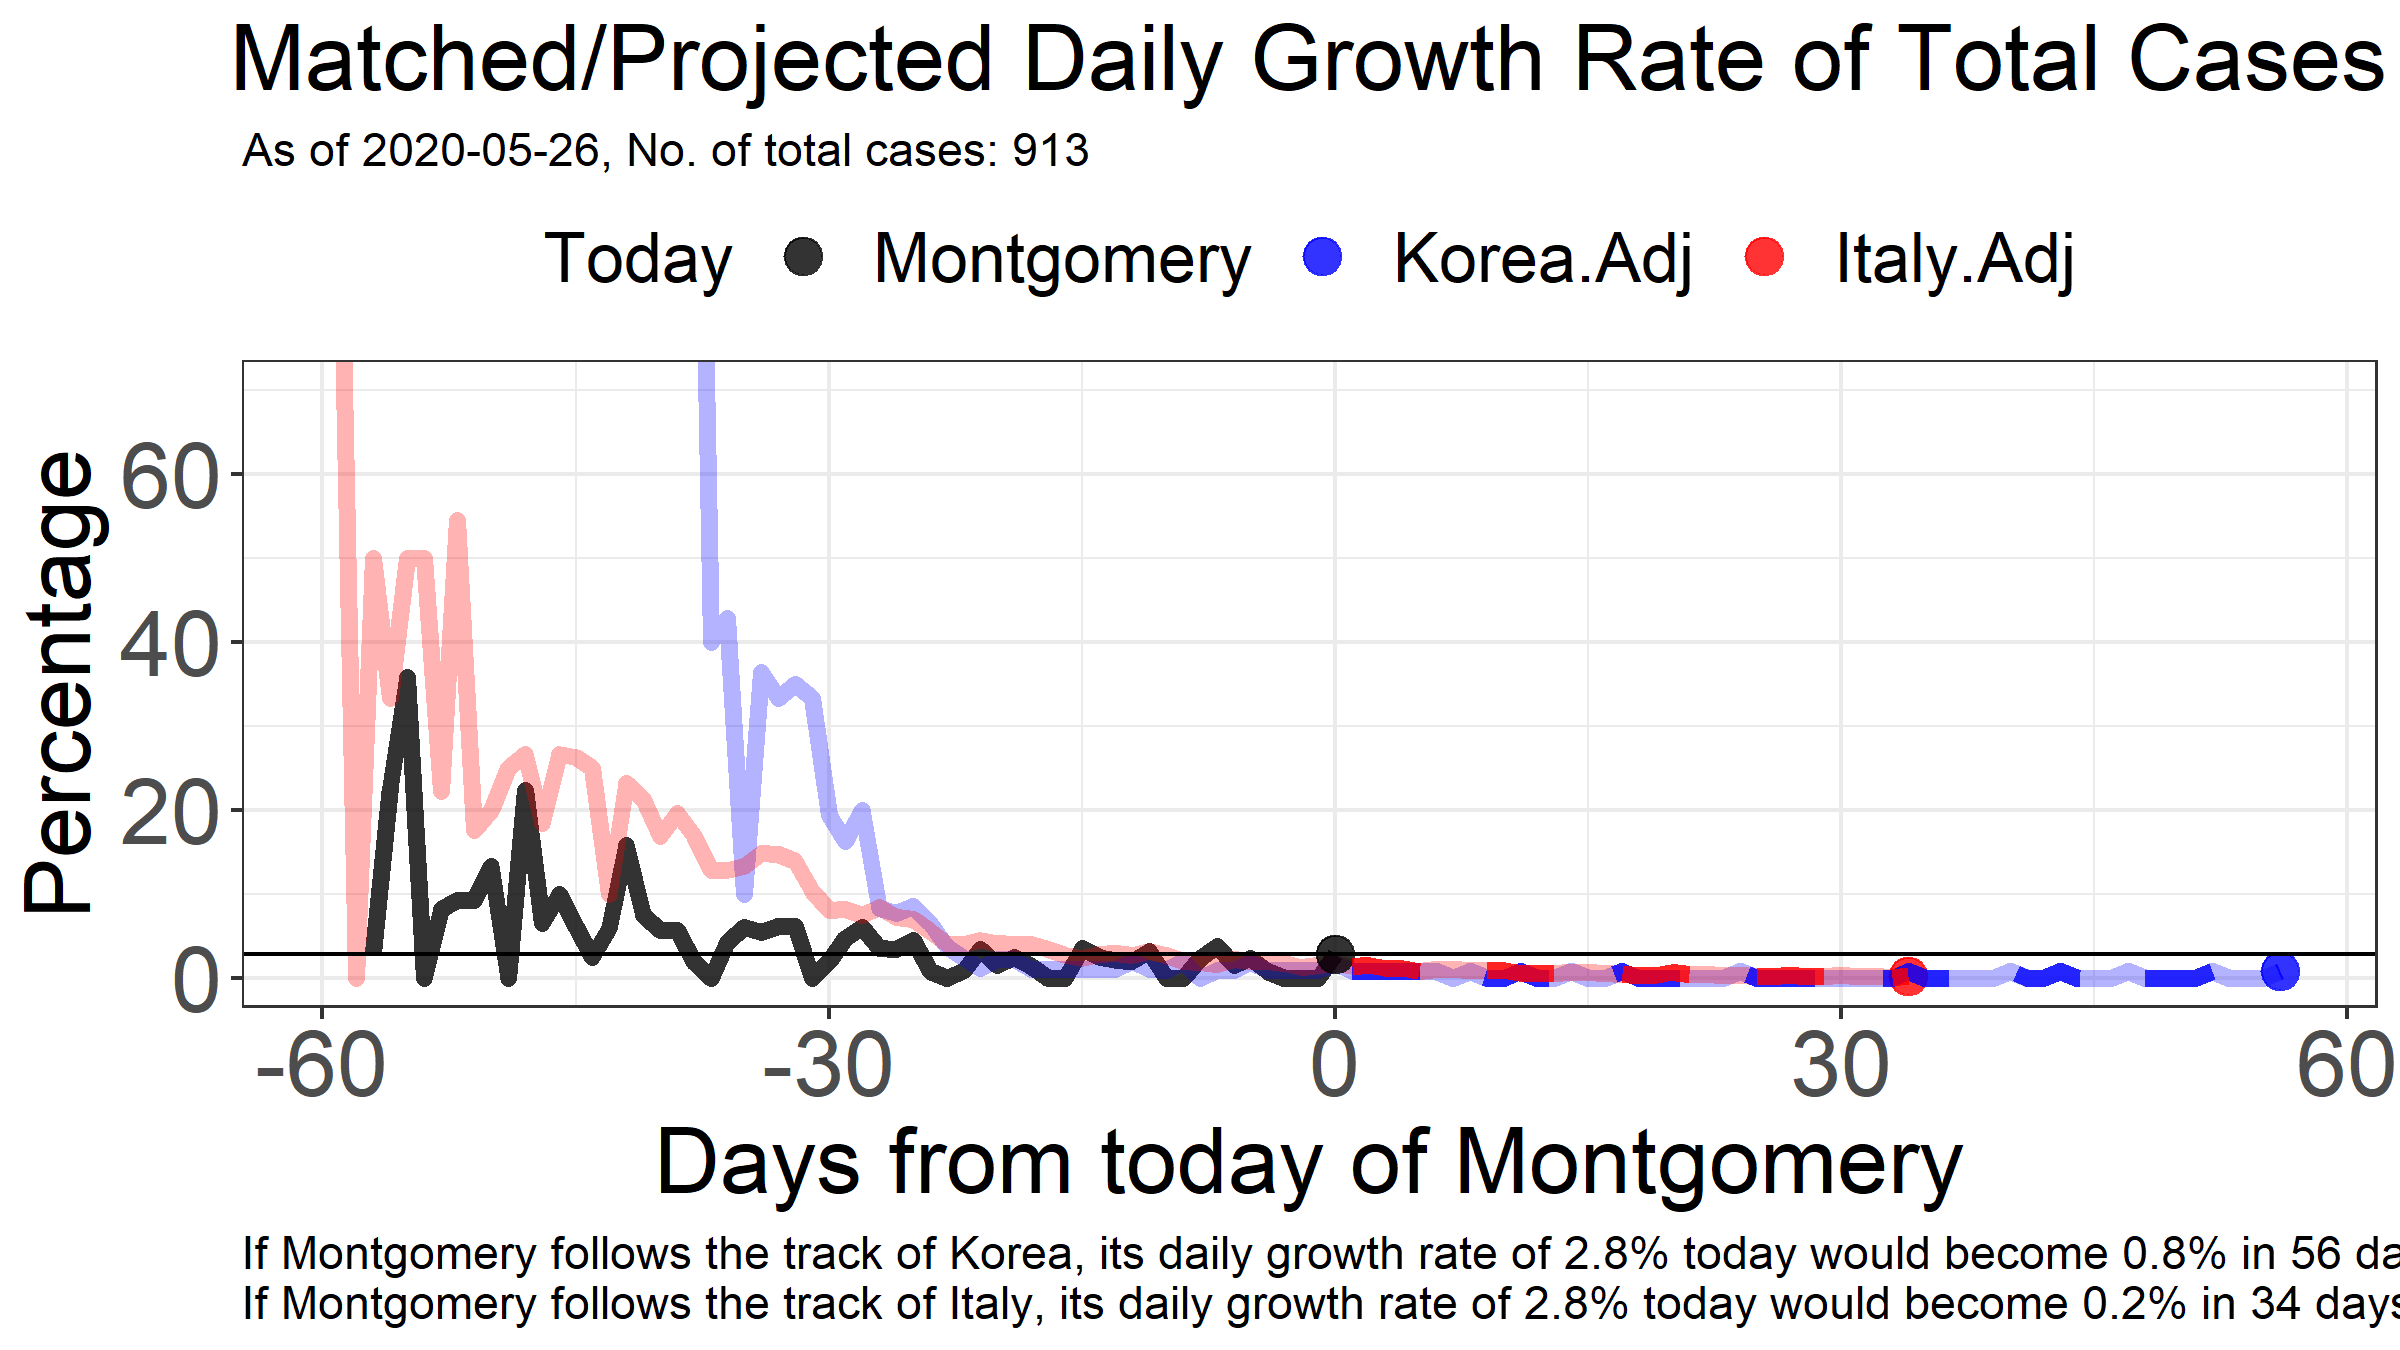 Matched/Projected Daily Growth Rate of Total Cases
As of 2020-05-26, No. of total cases: 913
Today Montgomery Korea.Adj Italy.Adj
Percentage
60
40
20
0
-60 -30 0 30 60
Days from today of Montgomery
If Montgomery follows the track of Korea, its daily growth rate of 2.8% today would become 0.8% in 56 da
If Montgomery follows the track of Italy, its daily growth rate of 2.8% today would become 0.2% in 34 days